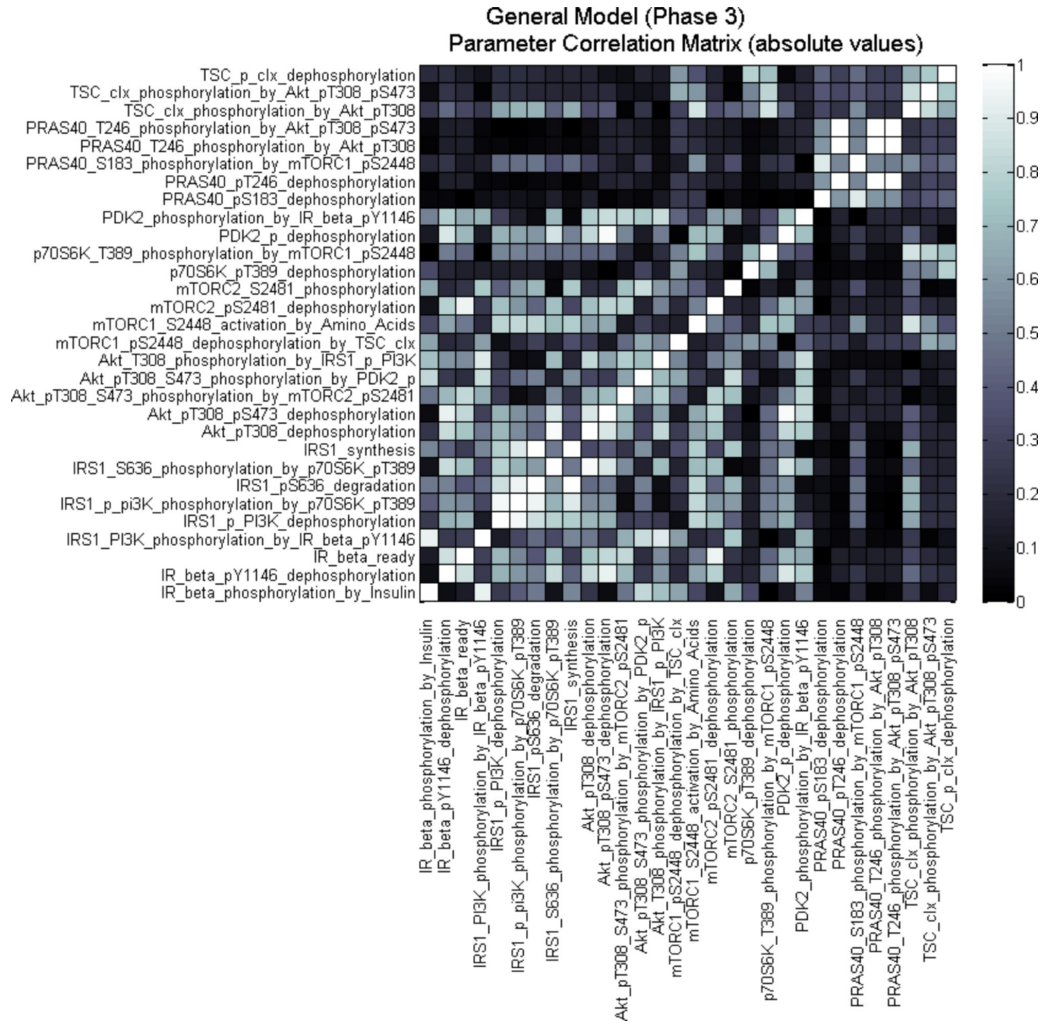 General Model (Phase 3)
Parameter Correlation Matrix (absolute values)
TSC_p_clx_dephosphorylation
TSC_clx_phosphorylation_by_Akt_pT308_pS473
TSC_clx_phosphorylation_by_Akt_pT308
PRAS40_T246_phosphorylation_by_Akt_pT308_pS473
PRAS40_T246_phosphorylation_by_Akt_pT308
PRAS40_S183_phosphorylation_by_mTORC1_pS2448
PRAS40_pT246_dephosphorylation
PRAS40_pS183_dephosphorylation
PDK2_phosphorylation_by_IR_beta_pY1146
PDK2_p_dephosphorylation
p70S6K_T389_phosphorylation_by_mTORC1_pS2448
p70S6K_pT389_dephosphorylation
mTORC2_S2481_phosphorylation
mTORC2_pS2481_dephosphorylation
mTORC1_S2448_activation_by_Amino_Acids
mTORC1_pS2448_dephosphorylation_by_TSC_clx
Akt_T308_phosphorylation_by_IRS1_p_PI3K
Akt_pT308_S473_phosphorylation_by_PDK2_p
Akt_pT308_S473_phosphorylation_by_mTORC2_pS2481
Akt_pT308_pS473_dephosphorylation
Akt_pT308_dephosphorylation
IRS1_synthesis
IRS1_S636_phosphorylation_by_p70S6K_pT389
IRS1_pS636_degradation
IRS1_p_pi3K_phosphorylation_by_p70S6K_pT389
IRS1_p_PI3K_dephosphorylation
IRS1_PI3K_phosphorylation_by_IR_beta_pY1146
IR_beta_ready
IR_beta_pY1146_dephosphorylation
IR_beta_phosphorylation_by_Insulin
1
0.9
0.8
0.7
0.6
0.5
0.4
0.3
0.2
0.1
0
IR_beta_phosphorylation_by_Insulin
IR_beta_pY1146_dephosphorylation
IR_beta_ready
IRS1_PI3K_phosphorylation_by_IR_beta_pY1146
IRS1_p_PI3K_dephosphorylation
IRS1_p_pi3K_phosphorylation_by_p70S6K_pT389
IRS1_pS636_degradation
IRS1_S636_phosphorylation_by_p70S6K_pT389
IRS1_synthesis
Akt_pT308_dephosphorylation
Akt_pT308_pS473_dephosphorylation
Akt_pT308_S473_phosphorylation_by_mTORC2_pS2481
Akt_pT308_S473_phosphorylation_by_PDK2_p
Akt_T308_phosphorylation_by_IRS1_p_PI3K
mTORC1_pS2448_dephosphorylation_by_TSC_clx
mTORC1_S2448_activation_by_Amino_Acids
mTORC2_pS2481_dephosphorylation
mTORC2_S2481_phosphorylation
p70S6K_pT389_dephosphorylation
p70S6K_T389_phosphorylation_by_mTORC1_pS2448
PDK2_p_dephosphorylation
PDK2_phosphorylation_by_IR_beta_pY1146
PRAS40_pS183_dephosphorylation
PRAS40_pT246_dephosphorylation
PRAS40_S183_phosphorylation_by_mTORC1_pS2448
PRAS40_T246_phosphorylation_by_Akt_pT308
PRAS40_T246_phosphorylation_by_Akt_pT308_pS473
TSC_clx_phosphorylation_by_Akt_pT308
TSC_clx_phosphorylation_by_Akt_pT308_pS473
TSC_p_clx_dephosphorylation